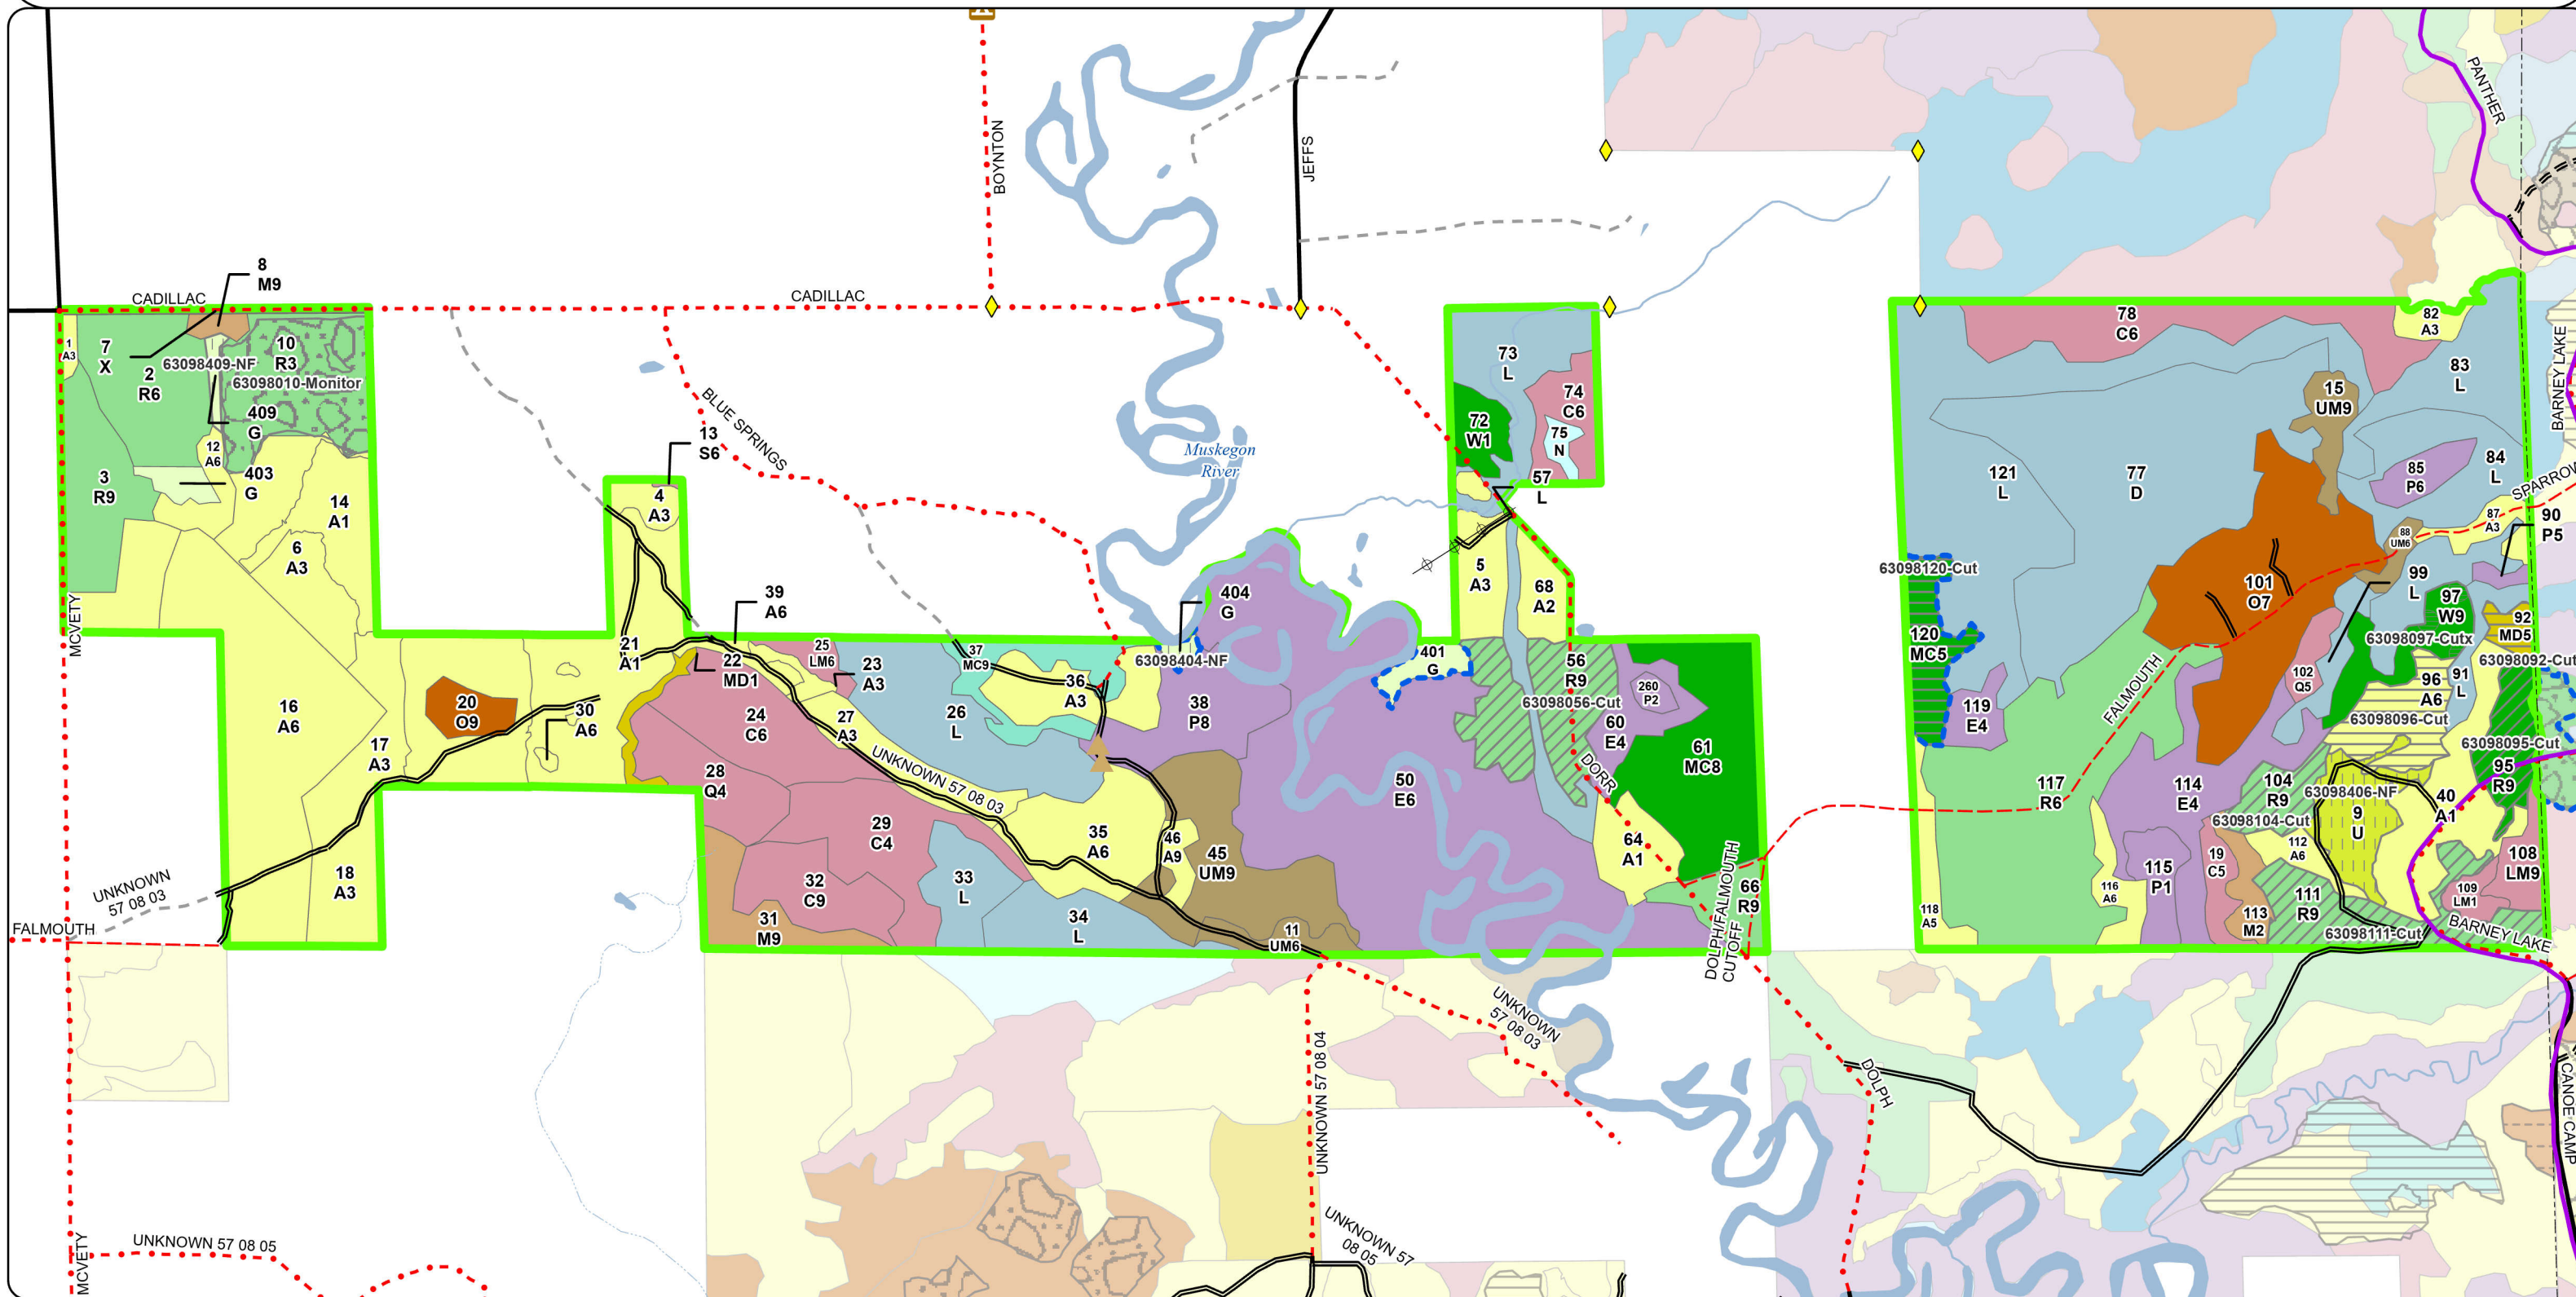 BOYNTON
JEFFS
PANTHER
8
M9
CADILLAC
CADILLAC
1
A3
7
X
2
R6
63098409-NF
10
R3
63098010-Monitor
409
G
12
A6
403
G
3
R9
14
A1
6
A3
MCVETY
16
A6
17
A3
18
A3
20
O9
30
A6
UNKNOWN
57 08 03
FALMOUTH
MCVETY
UNKNOWN 57 08 05
BLUE SPRINGS
13
S6
4
A3
39
A6
21
A1
22
MD1
25
LM6
23
A3
24
C6
27
A3
26
L
28
Q4
29
C4
32
C9
31
M9
33
L
34
L
UNKNOWN 57 08 03
35
A6
37
MC9
36
A3
46
A9
45
UM9
11
UM6
Muskegon
River
404
G
63098404-NF
38
P8
401
G
50
E6
73
L
74
C6
75
N
72
W1
57
L
5
A3
68
A2
56
R9
63098056-Cut
260
P2
60
E4
61
MC8
DORR
64
A1
66
R9
DOLPH/FALMOUTH
CUTOFF
UNKNOWN
57 08 03
UNKNOWN 57 08 04
UNKNOWN 57
08 05
DOLPH
78
C6
82
A3
83
L
BARNEY LAKE
15
UM9
121
L
77
D
85
P6
84
L
SPARROW
87
A3
88
UM6
90
P5
63098120-Cut
120
MC5
119
E4
101
O7
99
L
97
W9
63098097-Cutx
92
MD5
63098092-Cut
102
Q5
96
A6
91
L
63098096-Cut
FALMOUTH
63098095-Cut
95
R9
117
R6
114
E4
104
R9
63098406-NF
40
A1
63098104-Cut
9
U
112
A6
19
C5
115
P1
116
A6
118
A5
113
M2
111
R9
63098111-Cut
108
LM9
109
LM1
BARNEY LAKE
CANOE CAMP